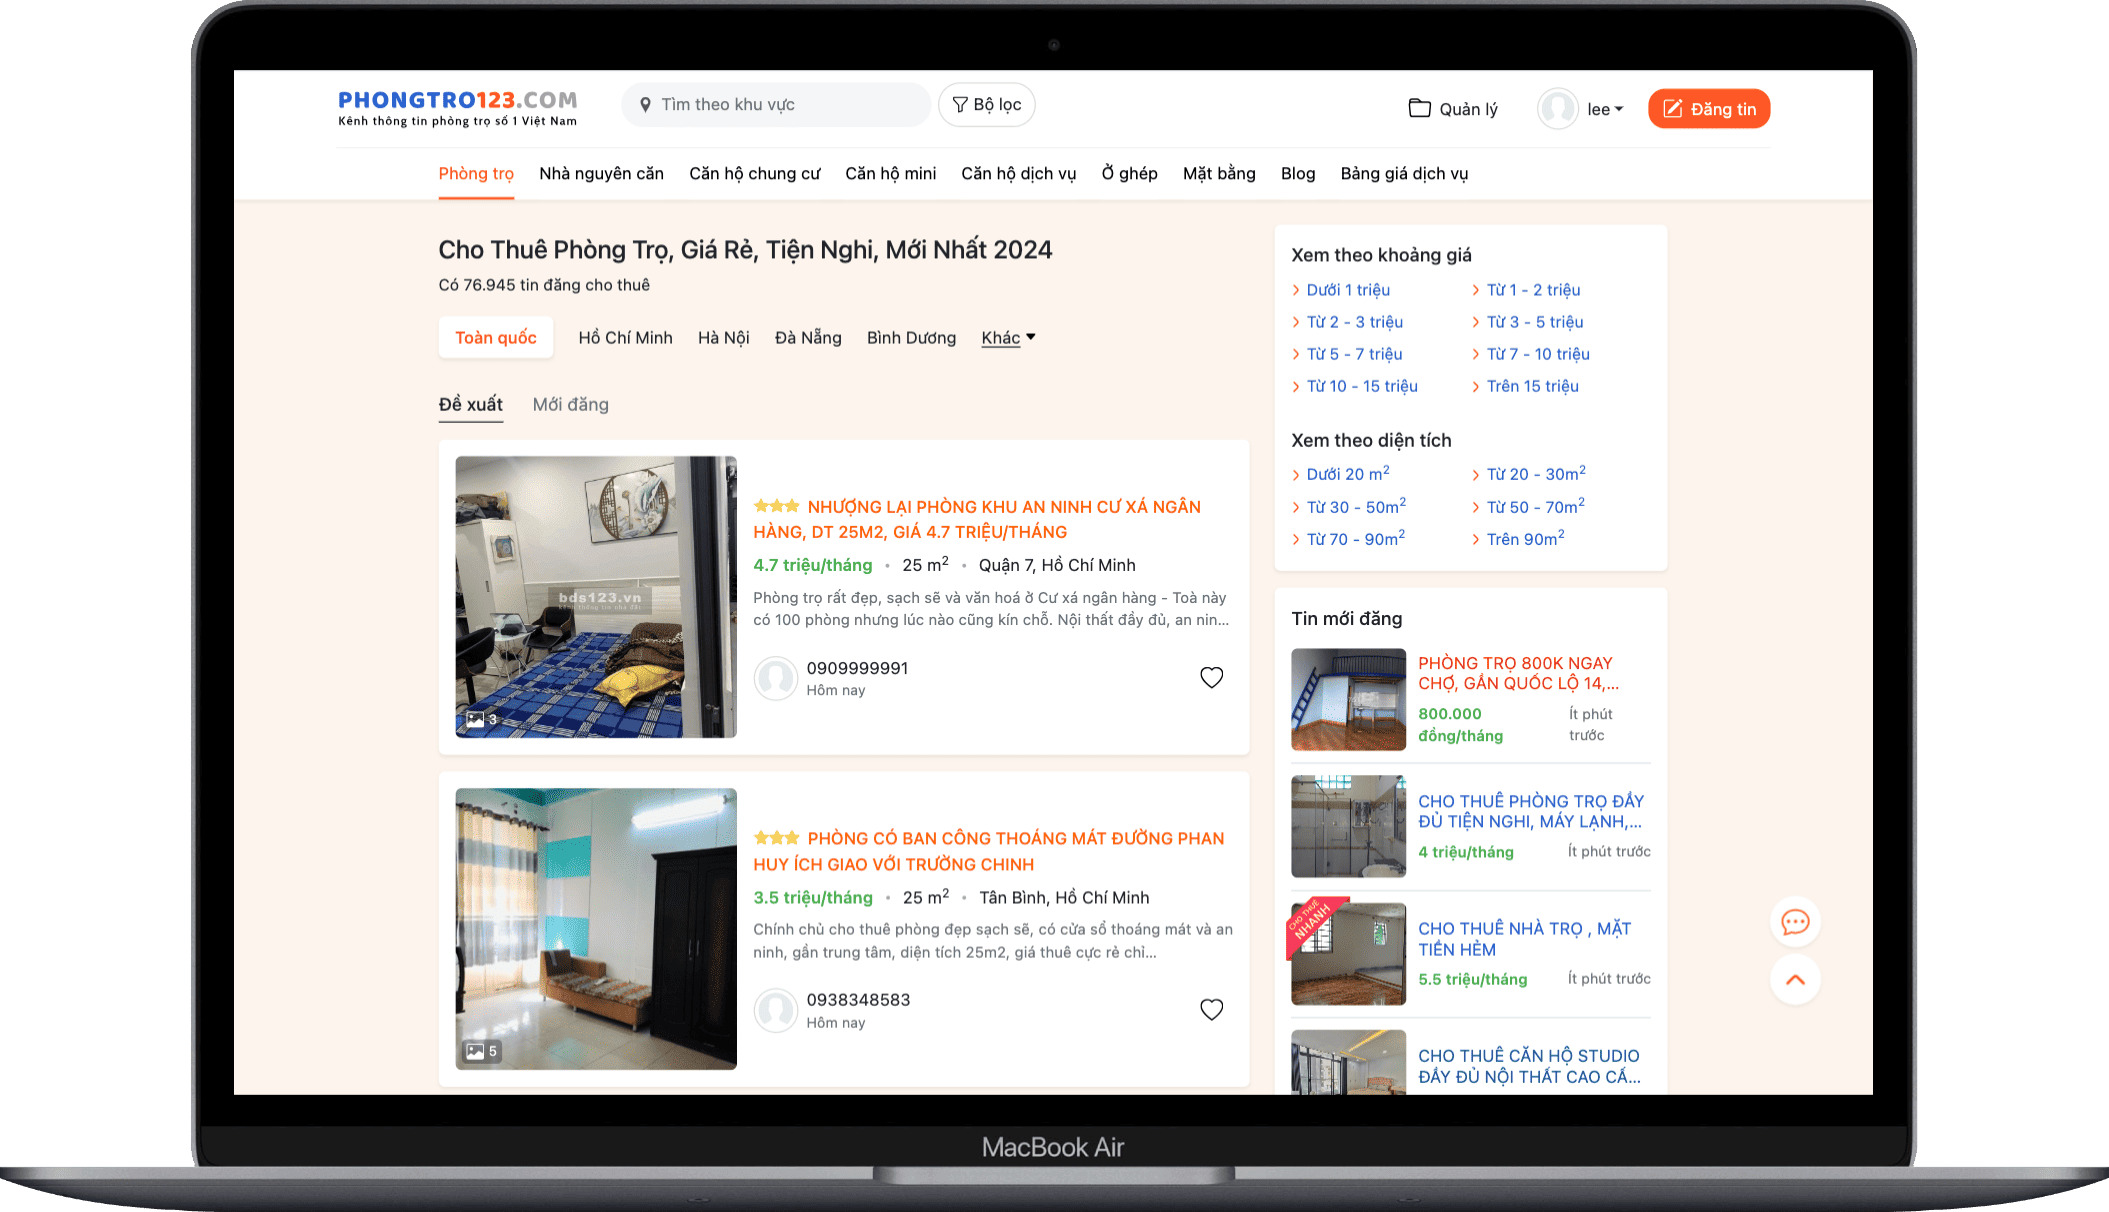 PHONGTRO123.COM
Kênh thông tin phòng trọ số 1 Việt Nam
Tìm theo khu vực
Bộ lọc
Quản lý
lee
Đăng tin
Phòng trọ
Nhà nguyên căn
Căn hộ chung cư
Căn hộ mini
Căn hộ dịch vụ
Ở ghép
Mặt bằng
Blog
Bảng giá dịch vụ
Cho Thuê Phòng Trọ, Giá Rẻ, Tiện Nghi, Mới Nhất 2024
Có 76.945 tin đăng cho thuê
Toàn quốc
Hồ Chí Minh
Hà Nội
Đà Nẵng
Bình Dương
Khác
Đề xuất
Mới đăng
bds123.vn
Kênh thông tin nhà đất
3
NHƯỢNG LẠI PHÒNG KHU AN NINH CƯ XÁ NGÂN
HÀNG, DT 25M2, GIÁ 4.7 TRIỆU/THÁNG
4.7 triệu/tháng • 25 m² • Quận 7, Hồ Chí Minh
Phòng trọ rất đẹp, sạch sẽ và văn hoá ở Cư xá ngân hàng - Toà này
có 100 phòng nhưng lúc nào cũng kín chỗ. Nội thất đầy đủ, an nin...
0909999991
Hôm nay
5
PHÒNG CÓ BAN CÔNG THOÁNG MÁT ĐƯỜNG PHAN
HUY ÍCH GIAO VỚI TRƯỜNG CHINH
3.5 triệu/tháng • 25 m² • Tân Bình, Hồ Chí Minh
Chính chủ cho thuê phòng đẹp sạch sẽ, có cửa sổ thoáng mát và an
ninh, gần trung tâm, diện tích 25m2, giá thuê cực rẻ chỉ...
0938348583
Hôm nay
Xem theo khoảng giá
Dưới 1 triệu
Từ 1 - 2 triệu
Từ 2 - 3 triệu
Từ 3 - 5 triệu
Từ 5 - 7 triệu
Từ 7 - 10 triệu
Từ 10 - 15 triệu
Trên 15 triệu
Xem theo diện tích
Dưới 20 m²
Từ 20 - 30m²
Từ 30 - 50m²
Từ 50 - 70m²
Từ 70 - 90m²
Trên 90m²
Tin mới đăng
PHÒNG TRỌ 800K NGAY
CHỢ, GẦN QUỐC LỘ 14,...
800.000
đồng/tháng
Ít phút
trước
CHO THUÊ PHÒNG TRỌ ĐẦY
ĐỦ TIỆN NGHI, MÁY LẠNH,...
4 triệu/tháng
Ít phút trước
CHO THUÊ
NHANH
CHO THUÊ NHÀ TRỌ , MẶT
TIỀN HẺM
5.5 triệu/tháng
Ít phút trước
CHO THUÊ CĂN HỘ STUDIO
ĐẦY ĐỦ NỘI THẤT CAO CẤ...
MacBook Air